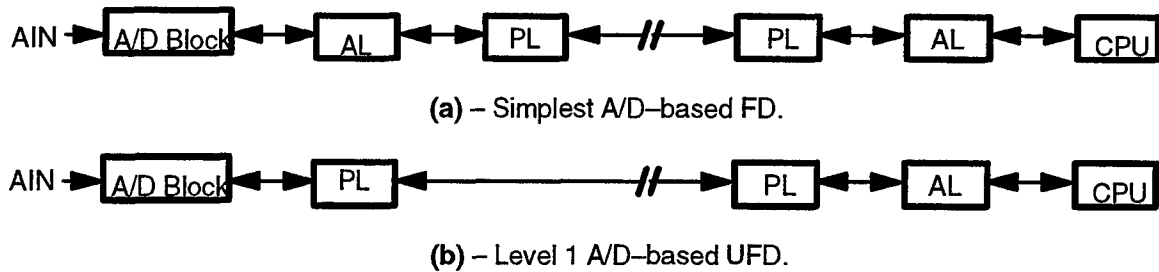 AIN A/D Block AL PL PL AL CPU
(a) – Simplest A/D–based FD.
AIN A/D Block PL PL AL CPU
(b) – Level 1 A/D–based UFD.